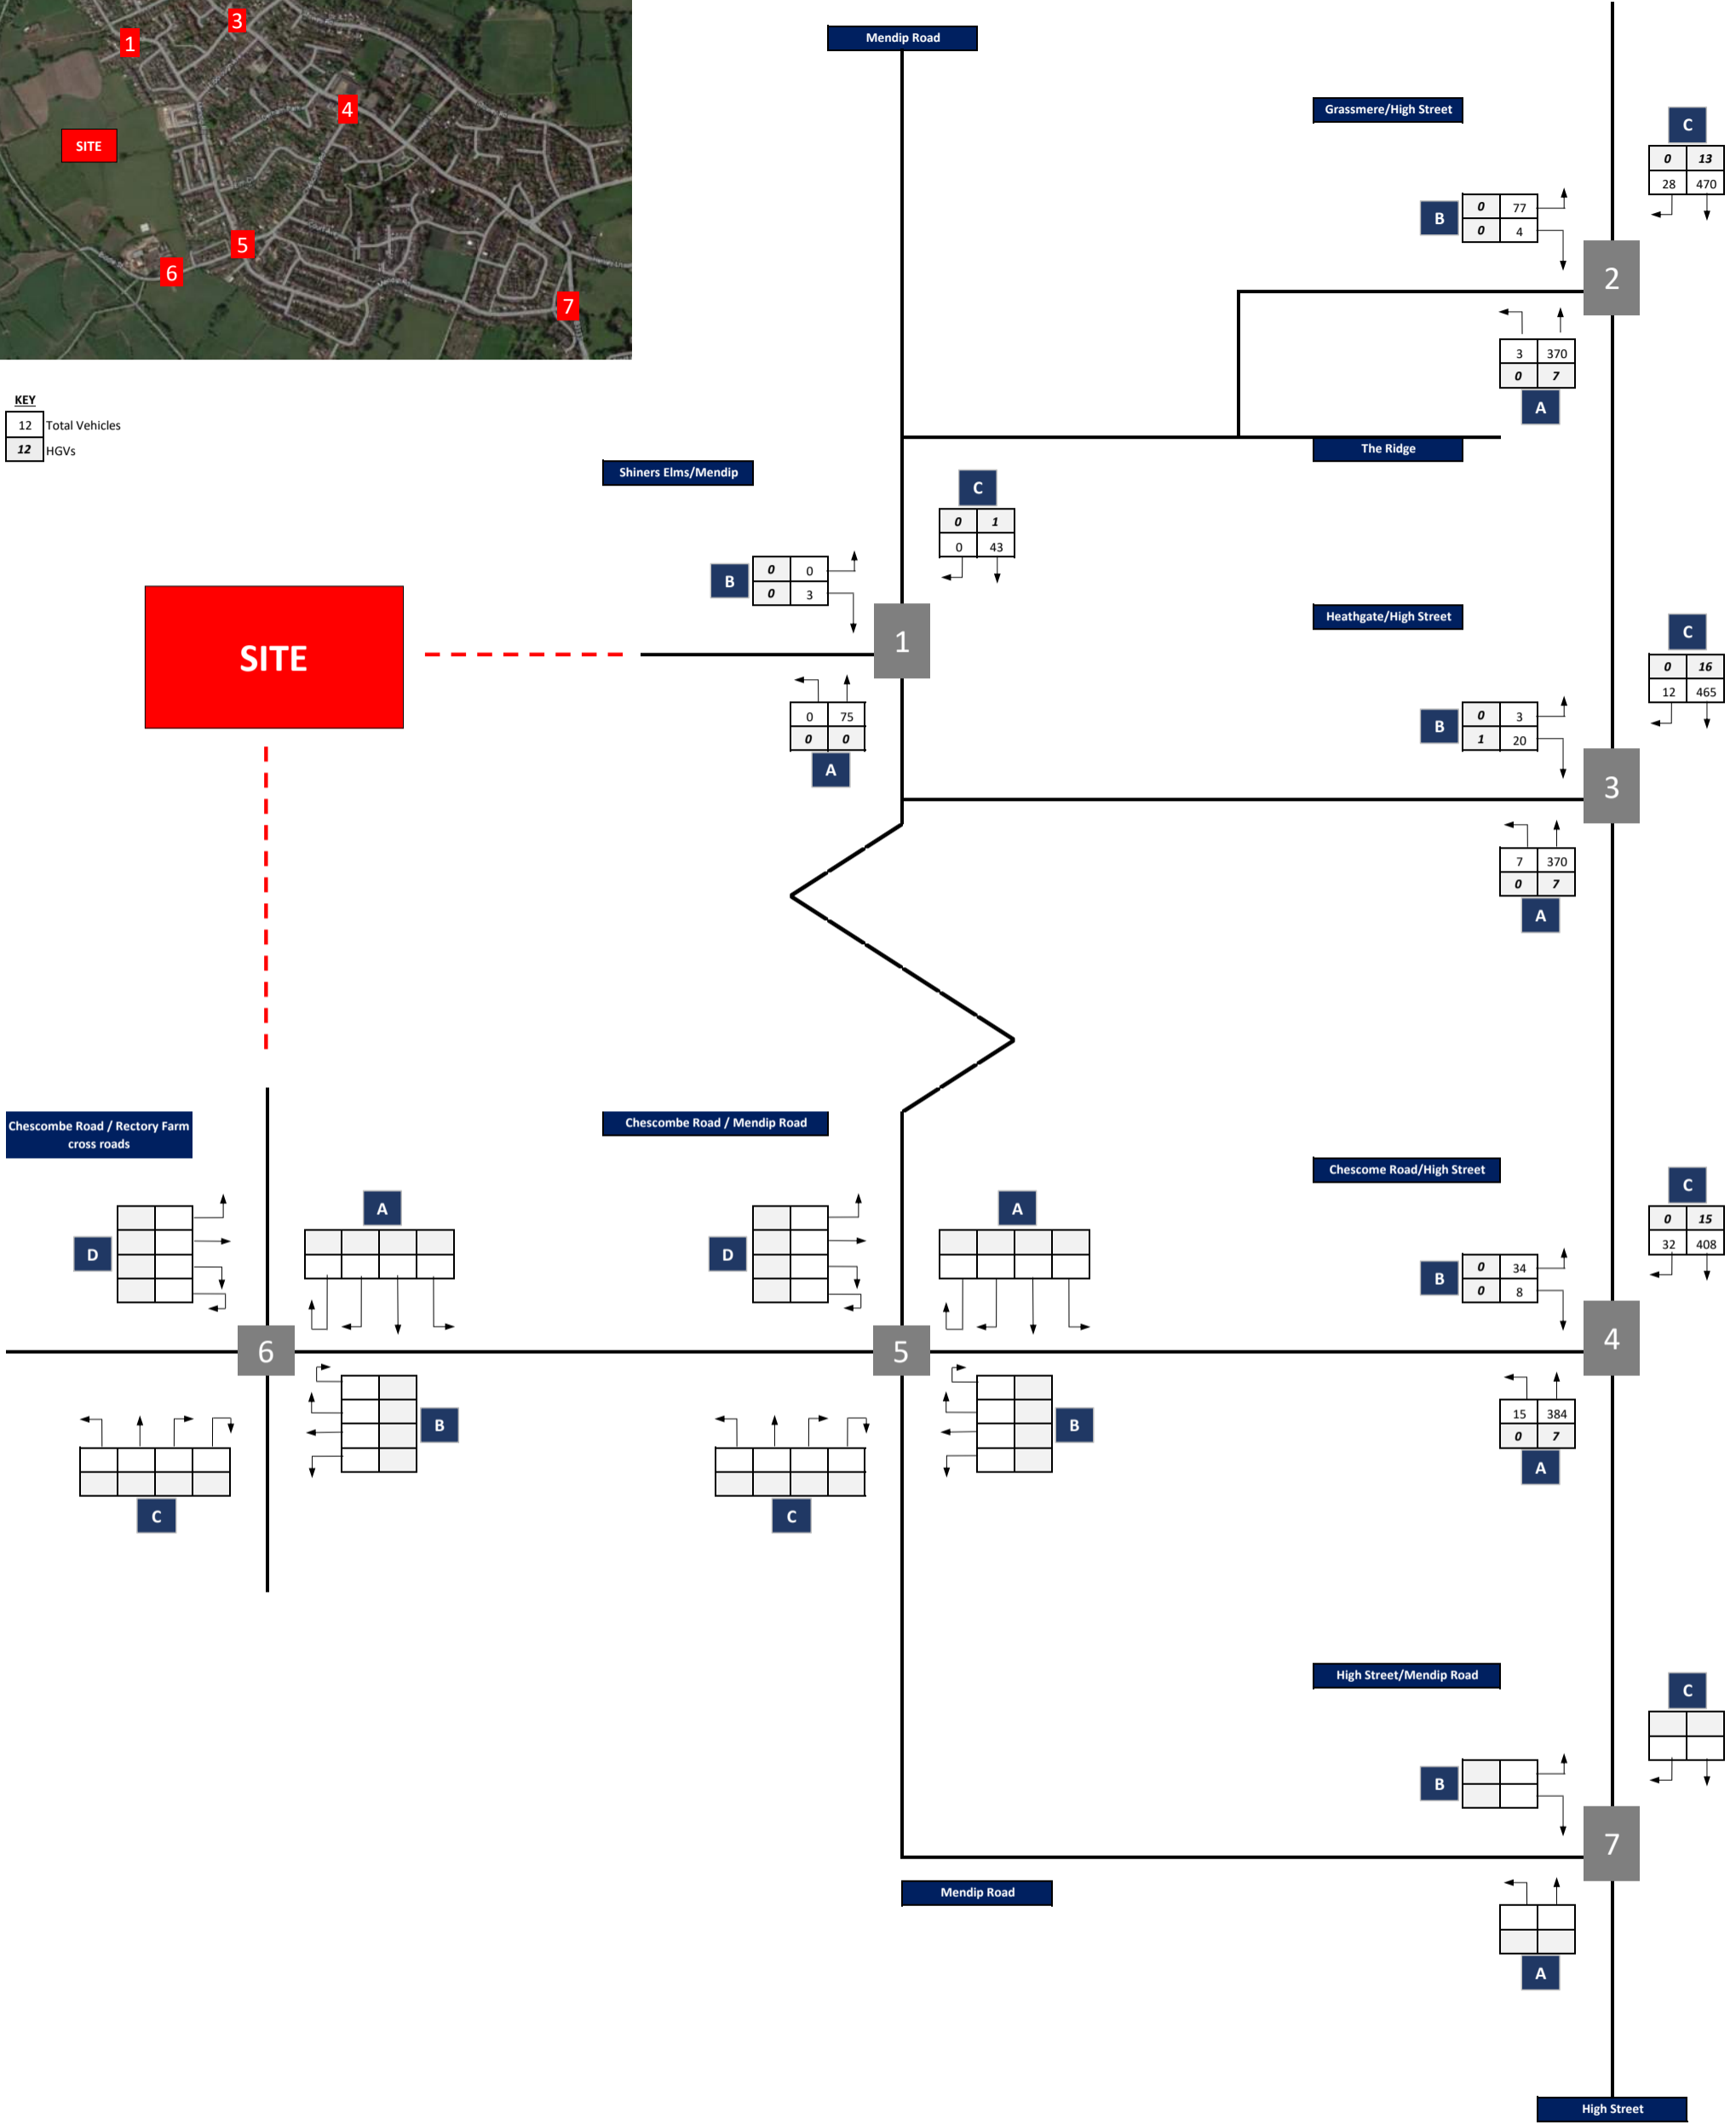 3
1
4
SITE
5
6
7
KEY
12 Total Vehicles
12 HGVs
Mendip Road
Grassmere/High Street
C
0 13
28 470
B
0 77
0 4
2
3 370
0 7
A
The Ridge
Shiners Elms/Mendip
C
0 1
0 43
B
0 0
0 3
1
0 75
0 0
A
SITE
Heathgate/High Street
C
0 16
12 465
B
0 3
1 20
3
7 370
0 7
A
Chescombe Road / Rectory Farm
cross roads
A
D
6
B
C
Chescombe Road / Mendip Road
A
D
5
B
C
Chescome Road/High Street
C
0 15
32 408
B
0 34
0 8
4
15 384
0 7
A
High Street/Mendip Road
C
B
7
Mendip Road
A
High Street